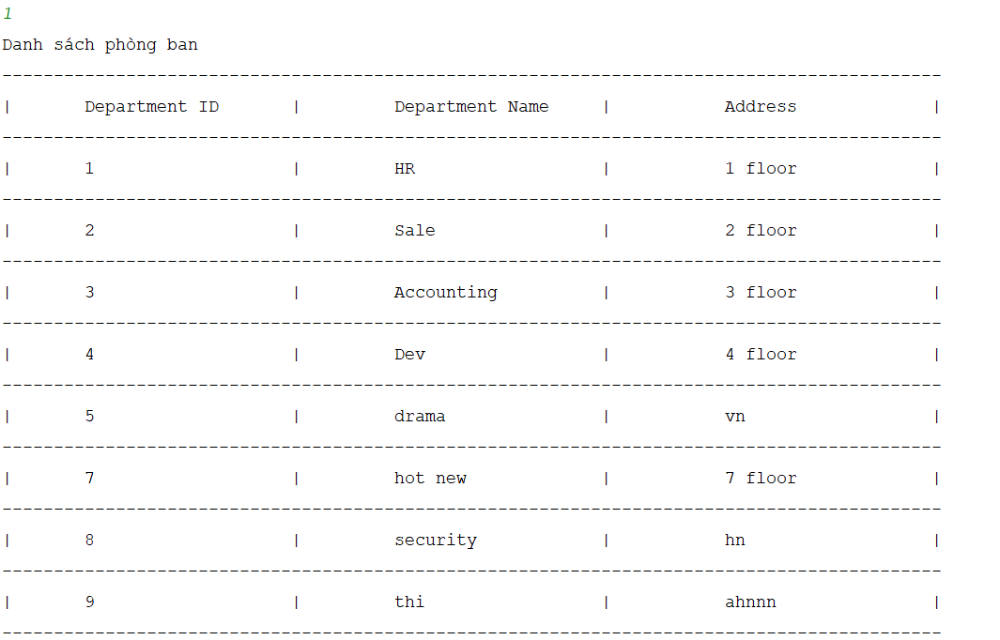 1
Danh sách phòng ban
-------------------------------------------------------------------------------------------
| Department ID | Department Name | Address |
-------------------------------------------------------------------------------------------
| 1 | HR | 1 floor |
-------------------------------------------------------------------------------------------
| 2 | Sale | 2 floor |
-------------------------------------------------------------------------------------------
| 3 | Accounting | 3 floor |
-------------------------------------------------------------------------------------------
| 4 | Dev | 4 floor |
-------------------------------------------------------------------------------------------
| 5 | drama | vn |
-------------------------------------------------------------------------------------------
| 7 | hot new | 7 floor |
-------------------------------------------------------------------------------------------
| 8 | security | hn |
-------------------------------------------------------------------------------------------
| 9 | thi | ahnnn |
-------------------------------------------------------------------------------------------